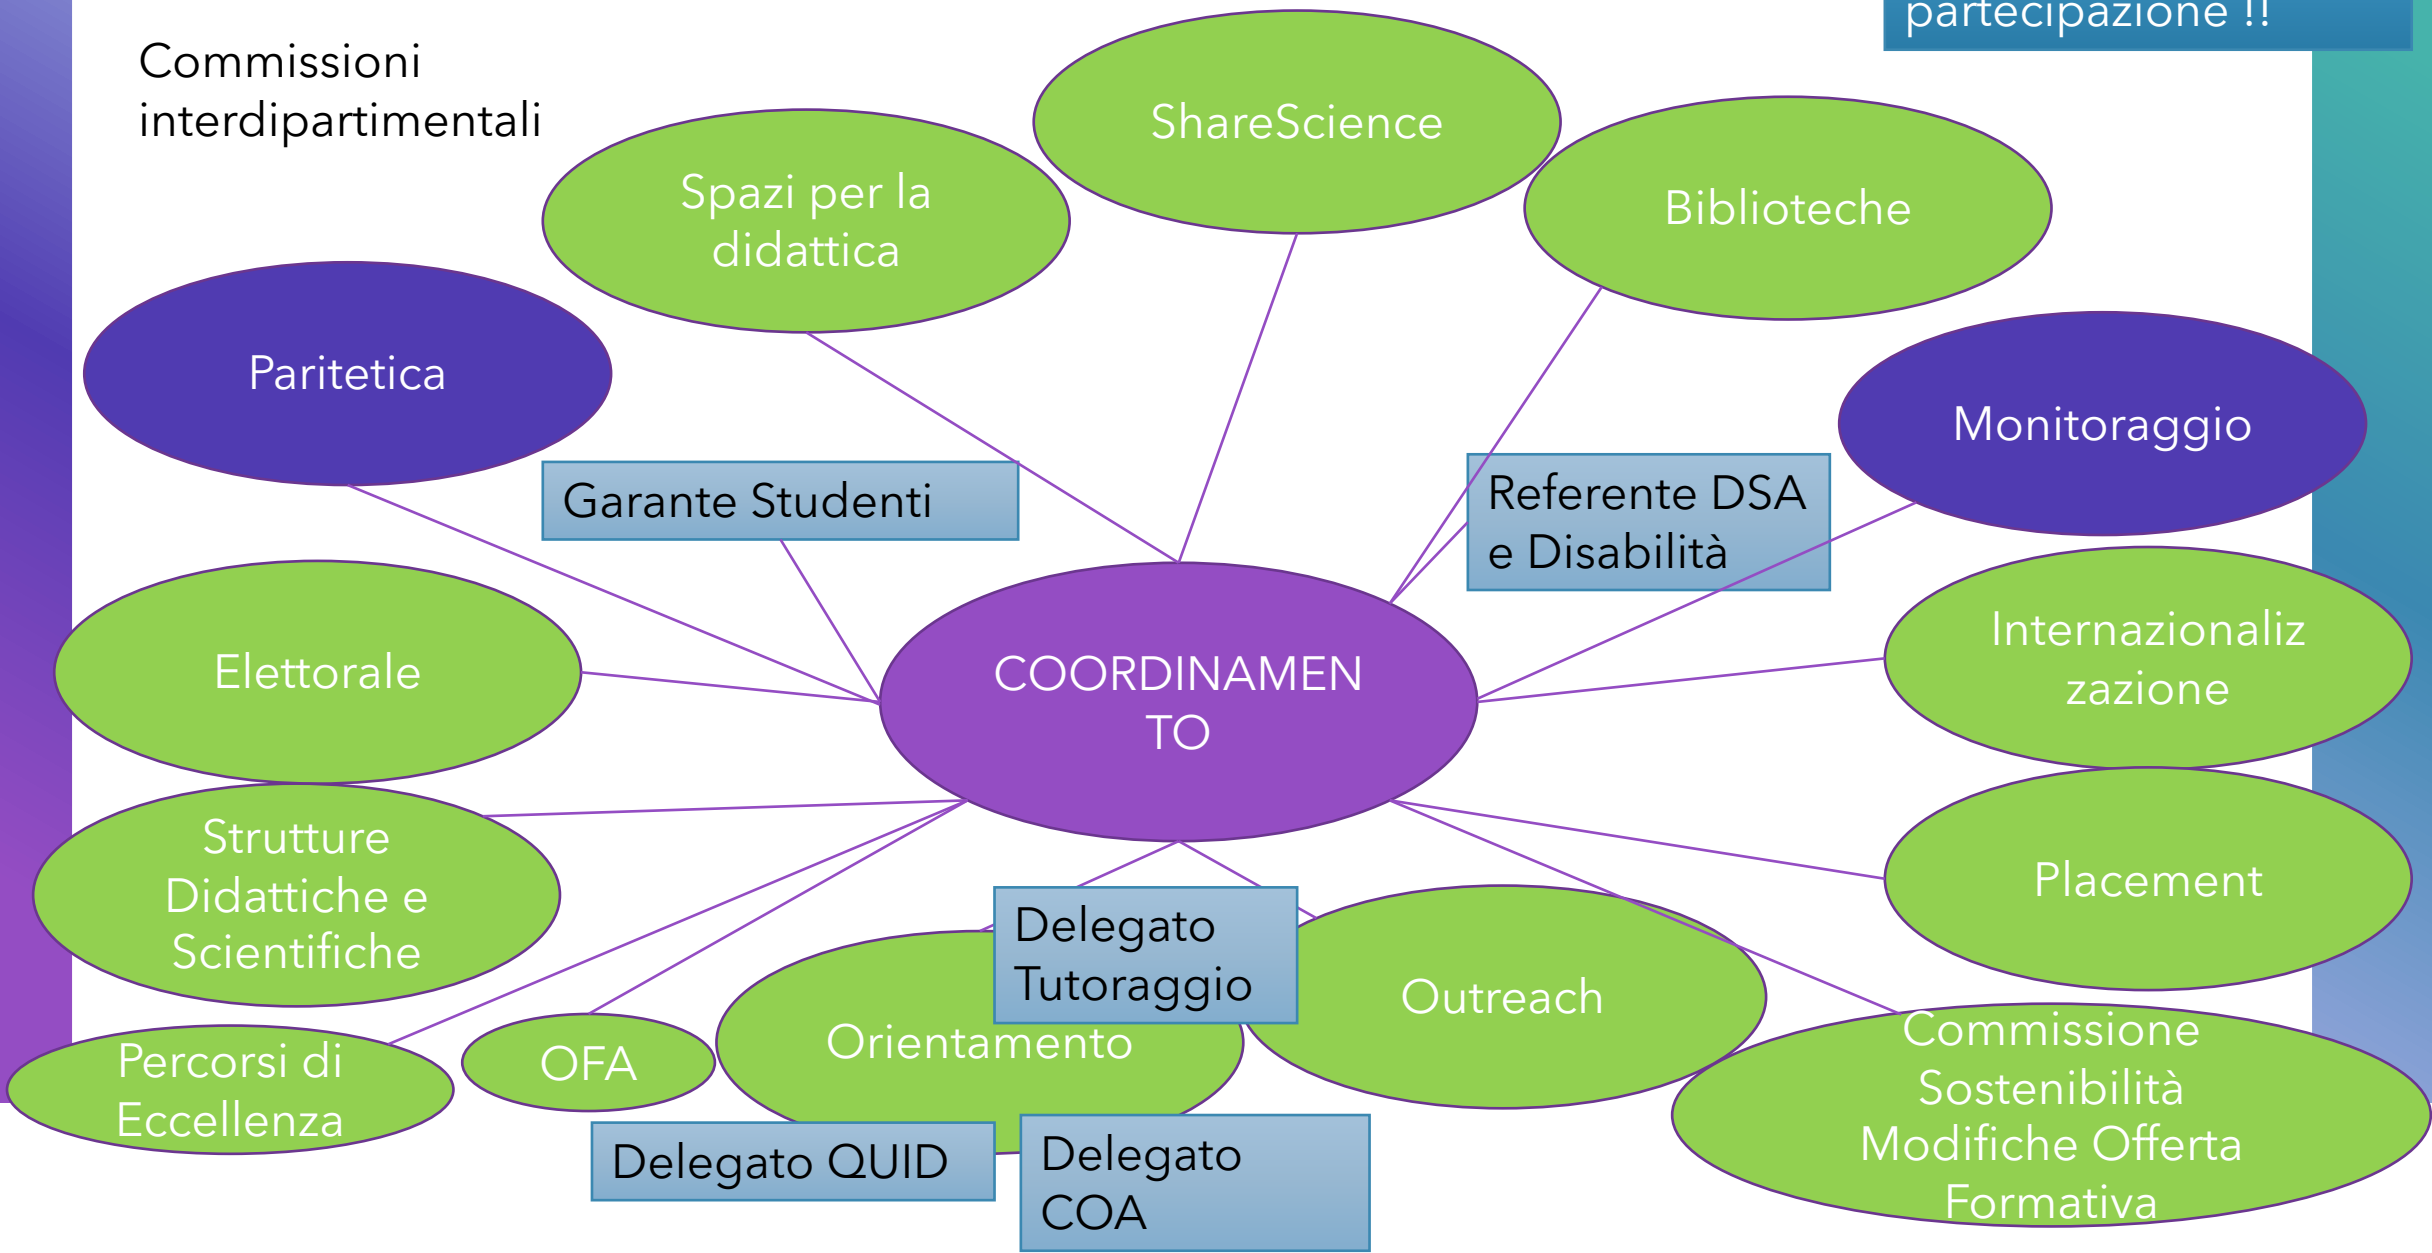 partecipazione !!
Commissioni
interdipartimentali
ShareScience
Spazi per la
didattica
Biblioteche
Paritetica
Monitoraggio
Garante Studenti
Referente DSA
e Disabilità
Elettorale
COORDINAMEN
TO
Internazionaliz
zazione
Strutture
Didattiche e
Scientifiche
Placement
Delegato
Tutoraggio
Outreach
Orientamento
OFA
Percorsi di
Eccellenza
Commissione
Sostenibilità
Modifiche Offerta
Formativa
Delegato QUID
Delegato
COA